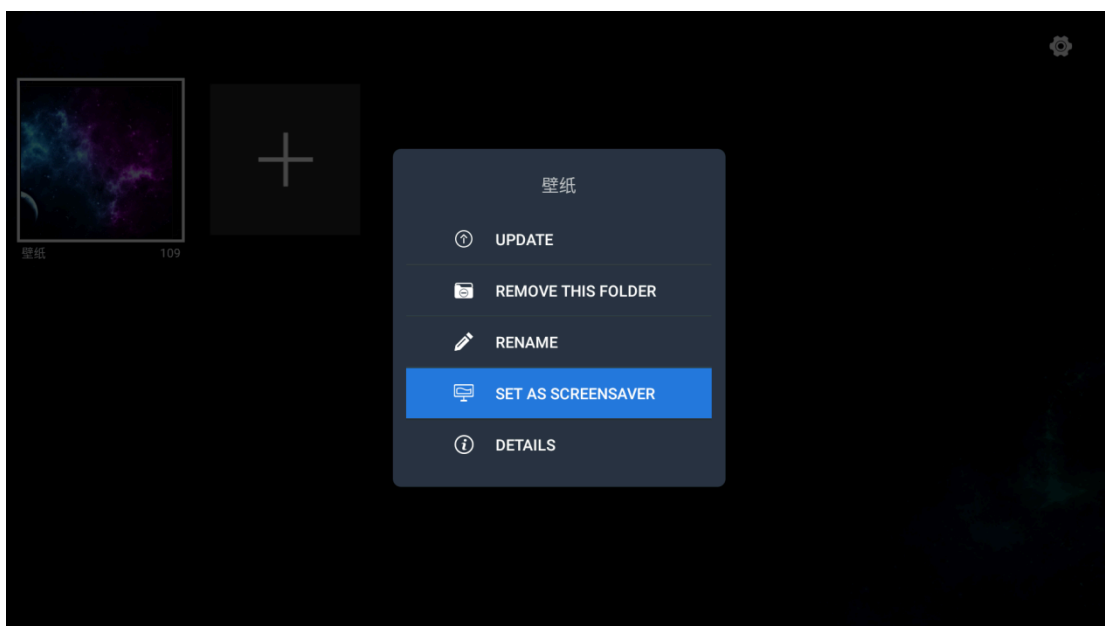 壁纸 109
壁纸
UPDATE
REMOVE THIS FOLDER
RENAME
SET AS SCREENSAVER
DETAILS